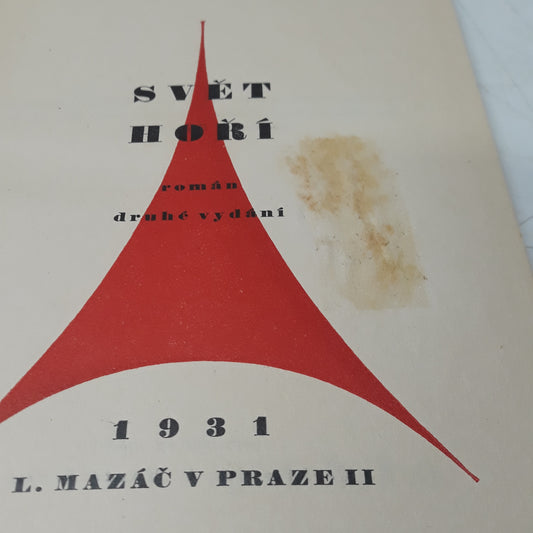 SVĚT
HOŘÍ
román
druhé vydání
1931
L. MAZÁČ V PRAZE II